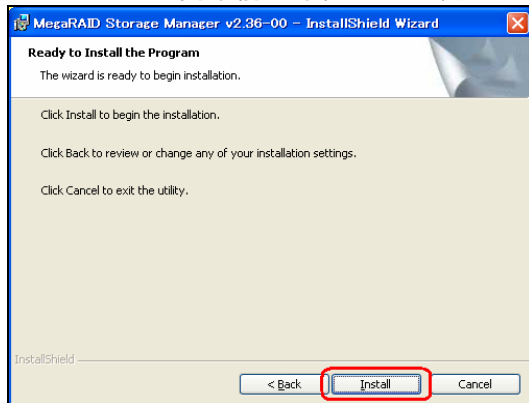 MegaRAID Storage Manager v2.36-00 - InstallShield Wizard
Ready to Install the Program
The wizard is ready to begin installation.
Click Install to begin the installation.
Click Back to review or change any of your installation settings.
Click Cancel to exit the utility.
InstallShield
< Back Install Cancel